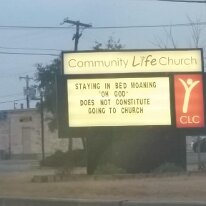 Community Life Church
STAYING IN BED MOANING
"OH GOD"
DOES NOT CONSTITUTE
GOING TO CHURCH
CLC